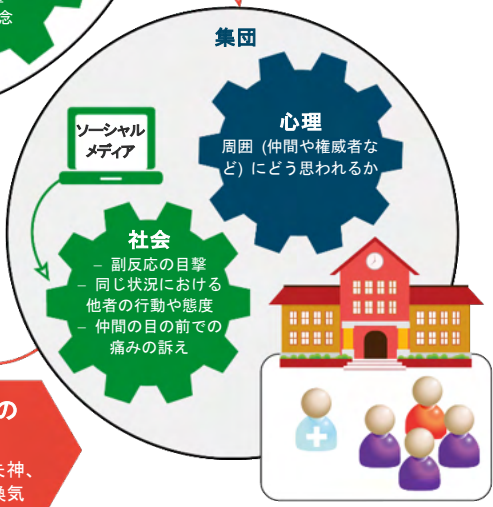 念
集団
ソーシャル
メディア
心理
周囲 (仲間や権威者な
ど) にどう思われるか
社会
– 副反応の目撃
– 同じ状況における
他者の行動や態度
– 仲間の目の前での
痛みの訴え
の
神、
換気